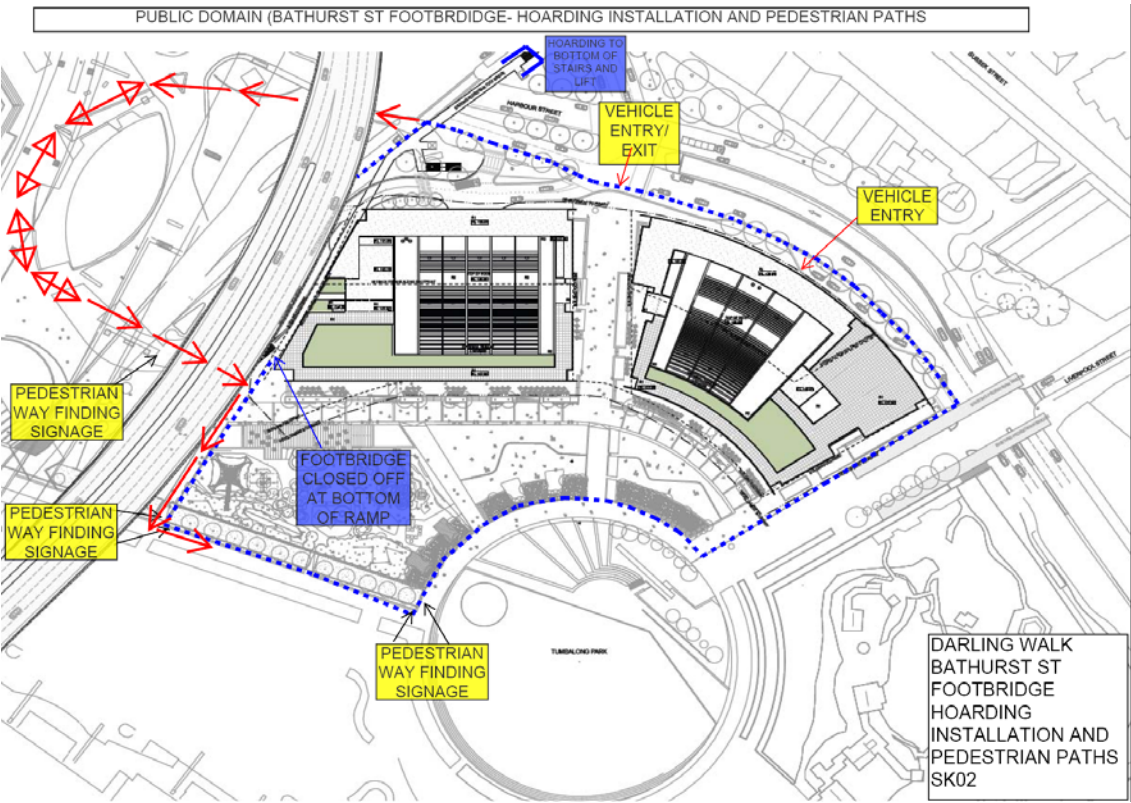 PUBLIC DOMAIN (BATHURST ST FOOTBRDIDGE- HOARDING INSTALLATION AND PEDESTRIAN PATHS
HOARDING TO
BOTTOM OF
STAIRS AND
LIFT
SUSSEX STREET
HARBOUR STREET
VEHICLE
ENTRY/
EXIT
VEHICLE
ENTRY
LIVERPOOL STREET
PEDESTRIAN
WAY FINDING
SIGNAGE
FOOTBRIDGE
CLOSED OFF
AT BOTTOM
OF RAMP
PEDESTRIAN
WAY FINDING
SIGNAGE
PEDESTRIAN
WAY FINDING
SIGNAGE
TUMBALONG PARK
DARLING WALK
BATHURST ST
FOOTBRIDGE
HOARDING
INSTALLATION AND
PEDESTRIAN PATHS
SK02